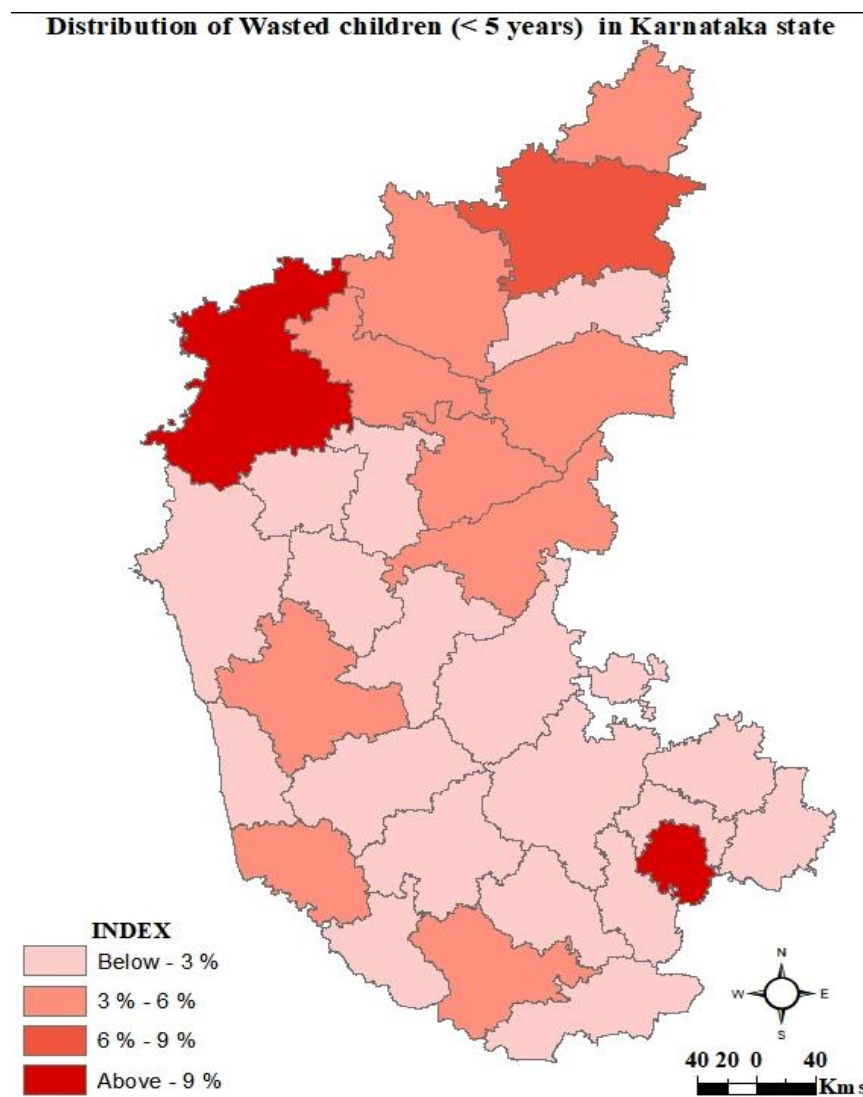 Distribution of Wasted children (< 5 years) in Karnataka state
INDEX
Below - 3 %
3 % - 6 %
6 % - 9 %
Above - 9 %
N
W E
S
40 20 0 40
Kms